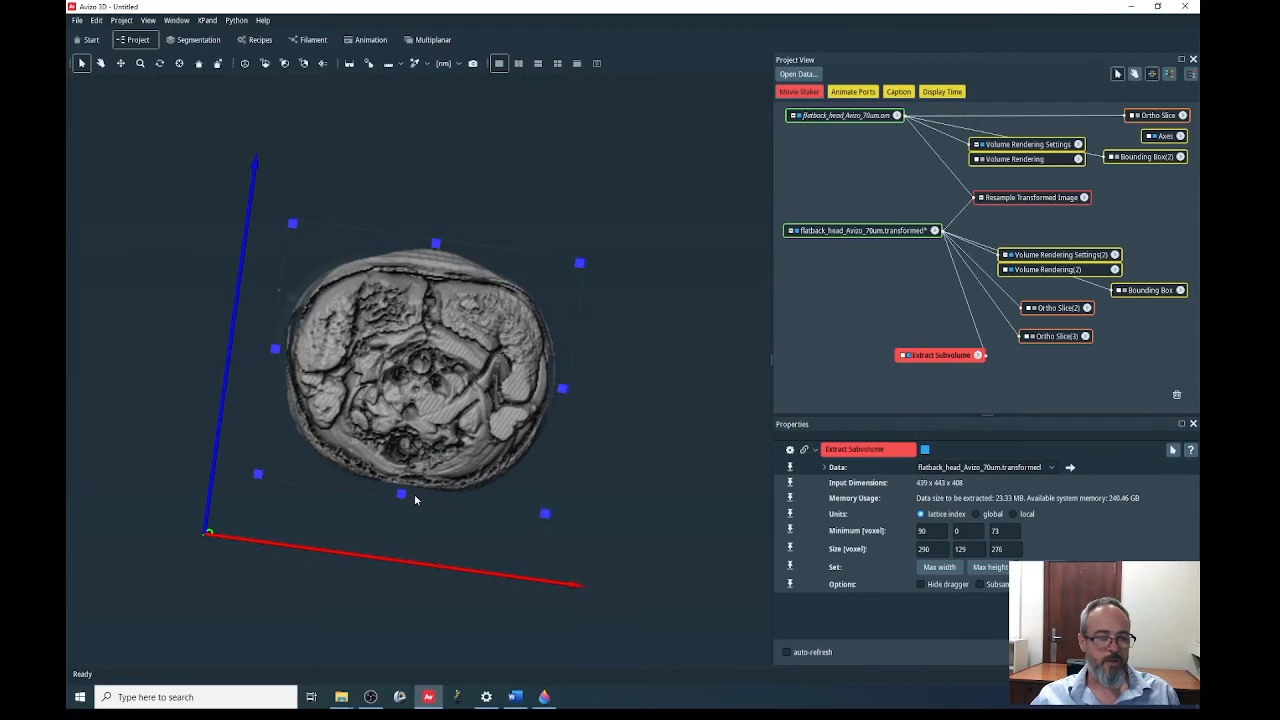 Avizo 3D - Untitled
File Edit Project View Window XPand Python Help
Start Project Segmentation Recipes Filament Animation Multiplanar
[nm]
Project View
Open Data...
Movie Maker Animate Ports Caption Display Time
flatback_head_Avizo_70um.am
Ortho Slice
Axes
Volume Rendering Settings
Bounding Box(2)
Volume Rendering
Resample Transformed Image
flatback_head_Avizo_70um.transformed*
Volume Rendering Settings(2)
Volume Rendering(2)
Bounding Box
Ortho Slice(2)
Ortho Slice(3)
Extract Subvolume
Properties
Extract Subvolume
?
Data: flatback_head_Avizo_70um.transformed
Input Dimensions: 439 x 443 x 408
Memory Usage: Data size to be extracted: 23.33 MB. Available system memory: 240.46 GB
Units: lattice index global local
Minimum [voxel]: 90 0 73
Size [voxel]: 290 129 276
Set: Max width Max height
Options: Hide dragger Subsam
auto-refresh
Ready
Type here to search